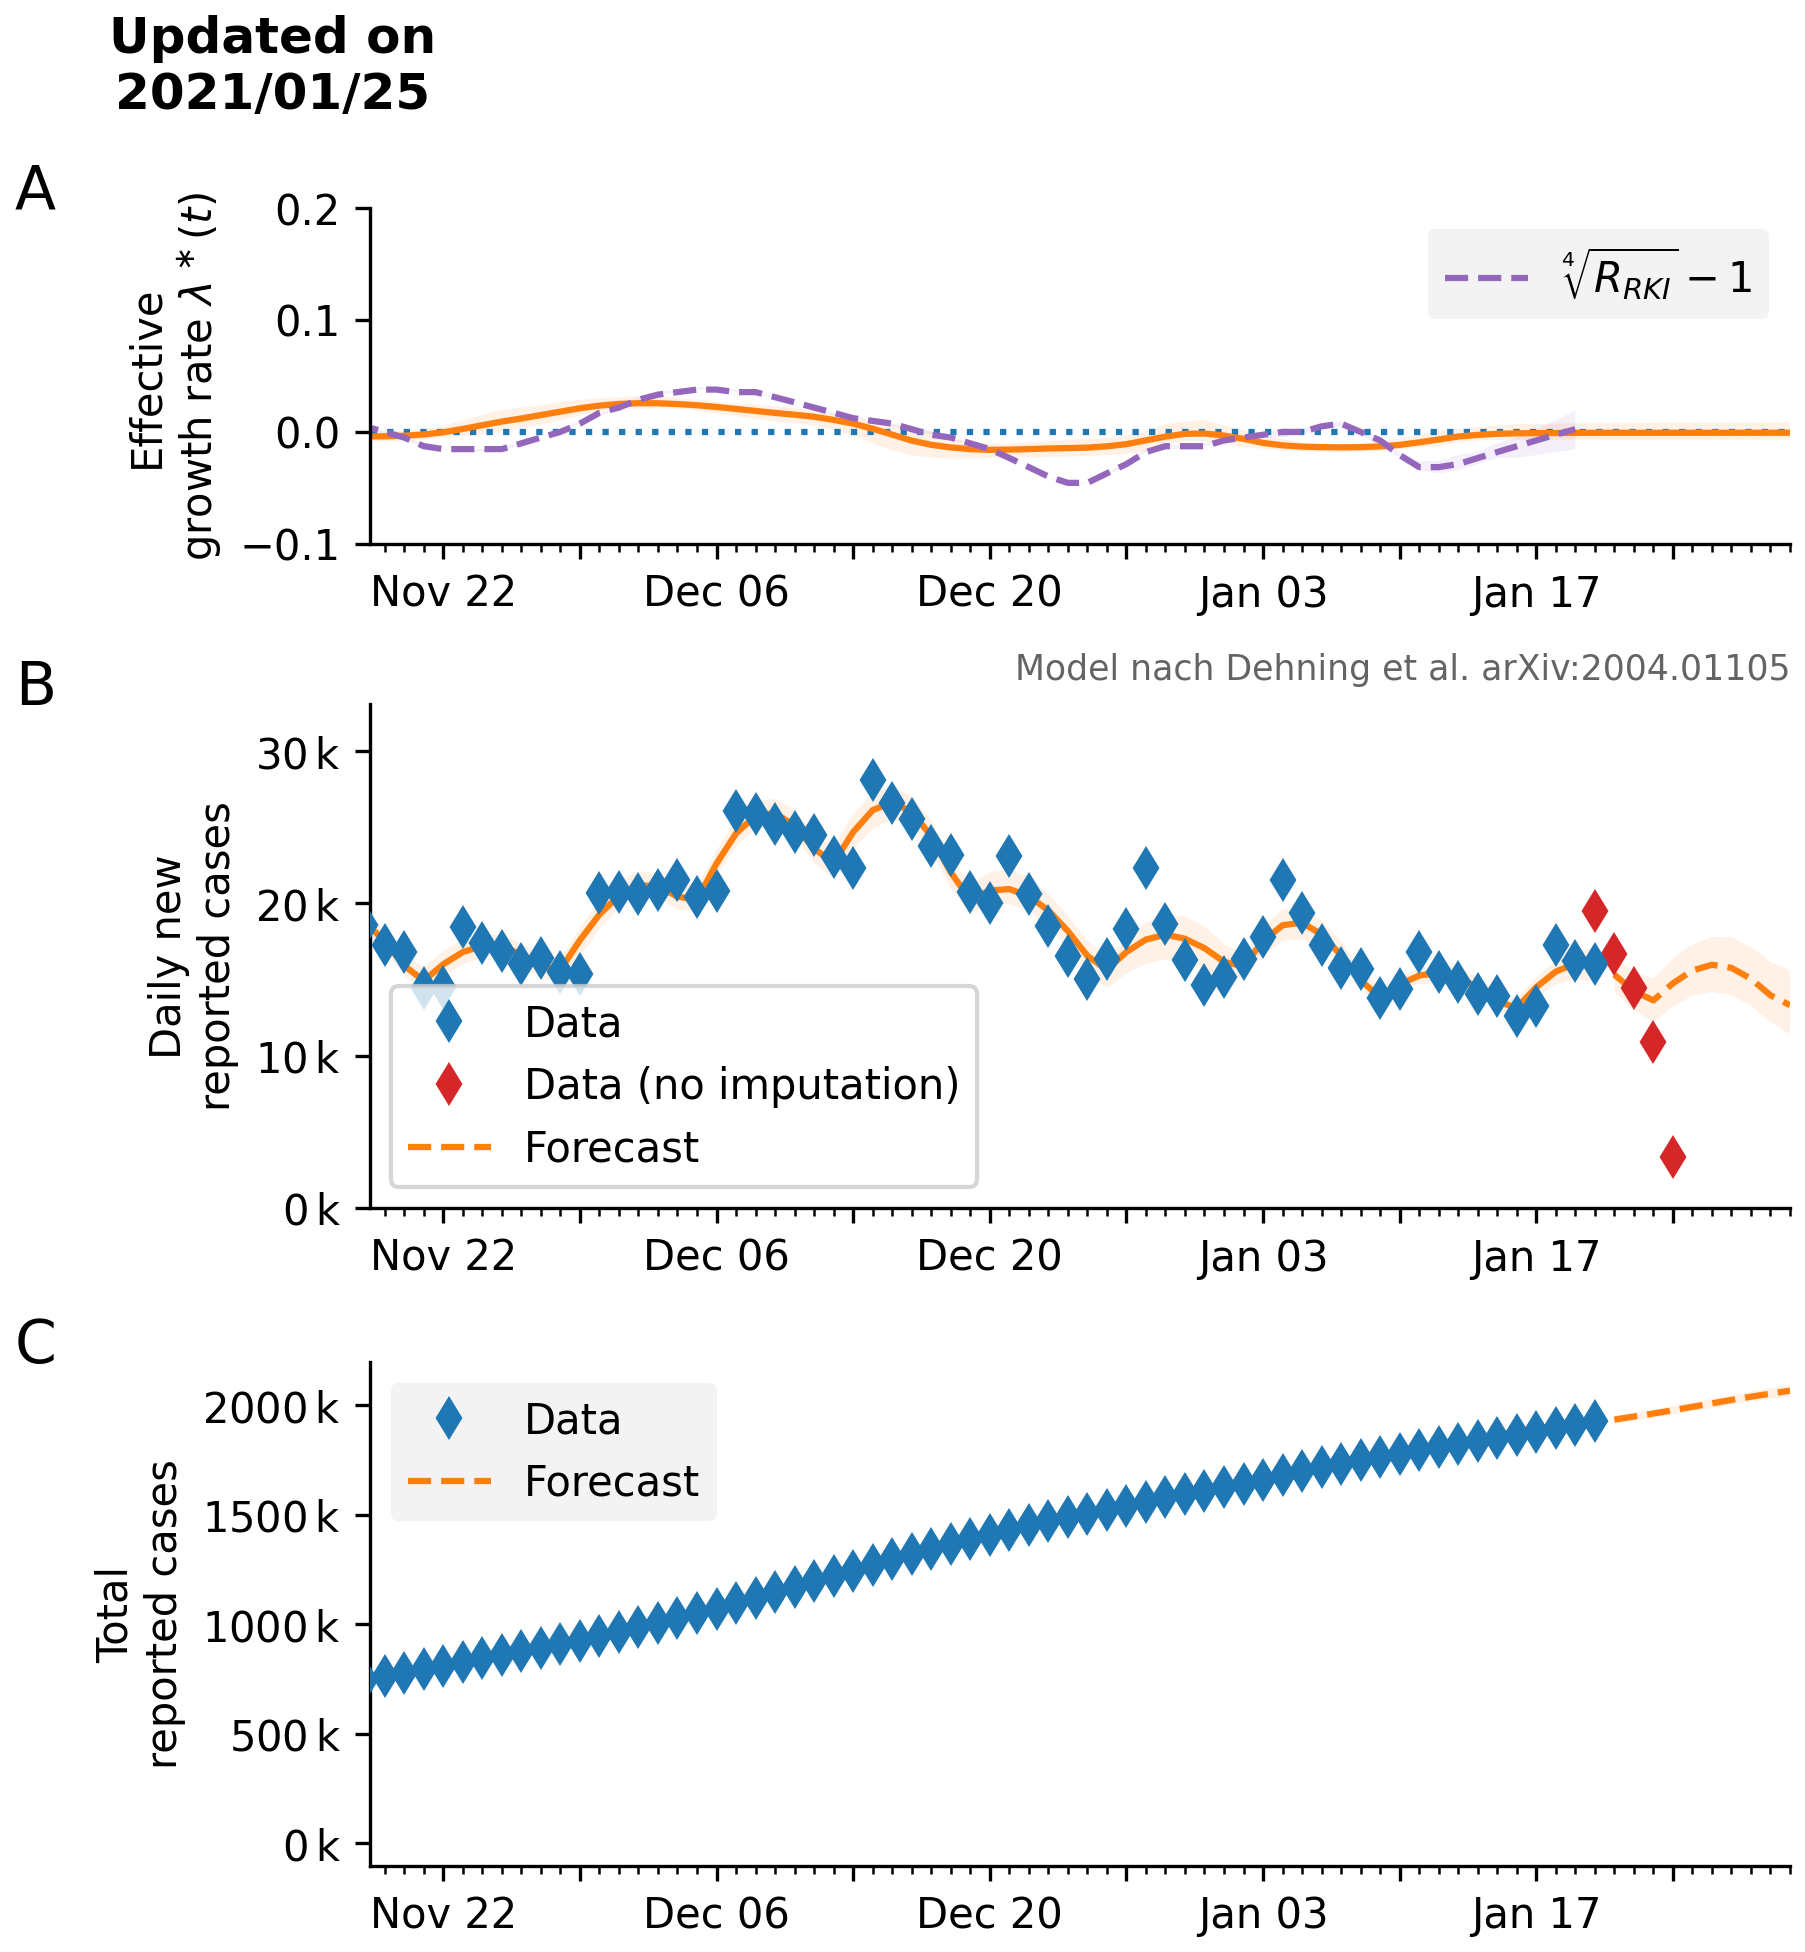 Updated on
2021/01/25
A
Effective
growth rate λ * (t)
0.2
0.1
0.0
−0.1
∜R_RKI − 1
Nov 22
Dec 06
Dec 20
Jan 03
Jan 17
Model nach Dehning et al. arXiv:2004.01105
B
Daily new
reported cases
30 k
20 k
10 k
0 k
Data
Data (no imputation)
Forecast
Nov 22
Dec 06
Dec 20
Jan 03
Jan 17
C
Total
reported cases
2000 k
1500 k
1000 k
500 k
0 k
Data
Forecast
Nov 22
Dec 06
Dec 20
Jan 03
Jan 17